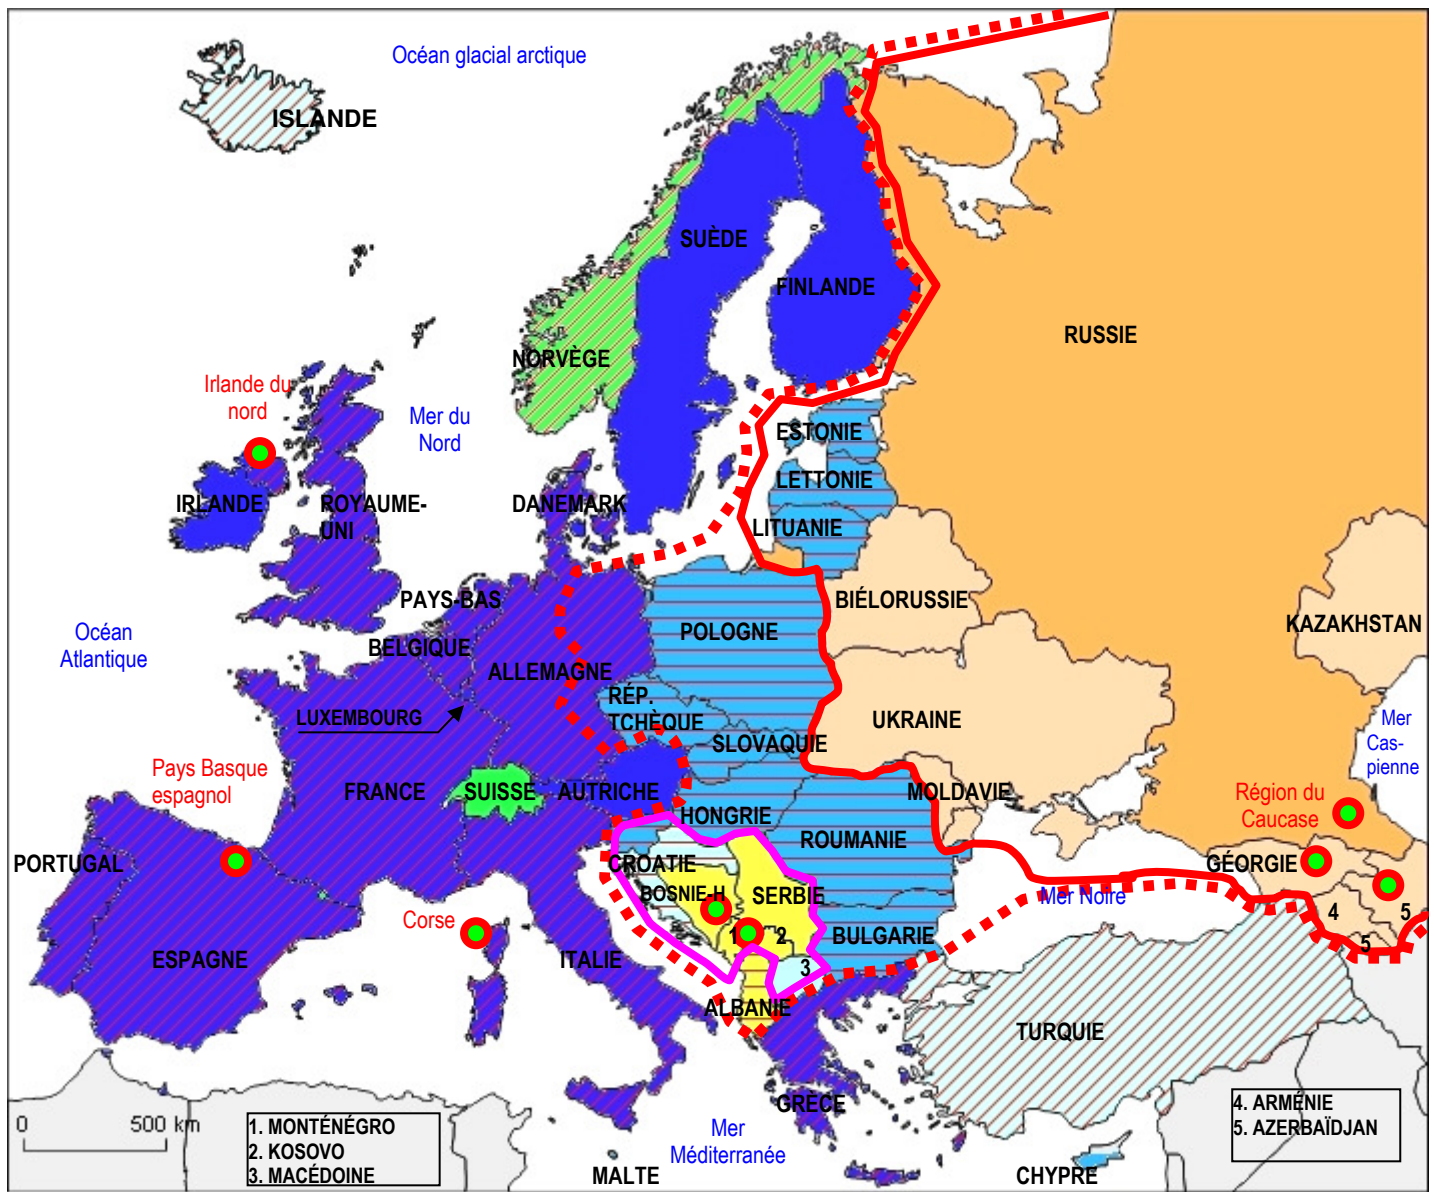 Océan glacial arctique
ISLANDE
SUÈDE
FINLANDE
RUSSIE
NORVÈGE
Irlande du
nord
Mer du
Nord
ESTONIE
LETTONIE
IRLANDE
ROYAUME-
UNI
DANEMARK
LITUANIE
PAYS-BAS
BIÉLORUSSIE
KAZAKHSTAN
Océan
Atlantique
BELGIQUE
POLOGNE
ALLEMAGNE
LUXEMBOURG
RÉP.
TCHÈQUE
UKRAINE
Mer
Cas-
pienne
SLOVAQUIE
Pays Basque
espagnol
FRANCE
SUISSE
AUTRICHE
MOLDAVIE
Région du
Caucase
HONGRIE
ROUMANIE
PORTUGAL
CROATIE
GÉORGIE
BOSNIE-H
SERBIE
Mer Noire
Corse
4
5
1
2
BULGARIE
5
ESPAGNE
ITALIE
3
ALBANIE
TURQUIE
GRÈCE
0
500 km
1. MONTÉNÉGRO
2. KOSOVO
3. MACÉDOINE
Mer
Méditerranée
MALTE
CHYPRE
4. ARMÉNIE
5. AZERBAÏDJAN